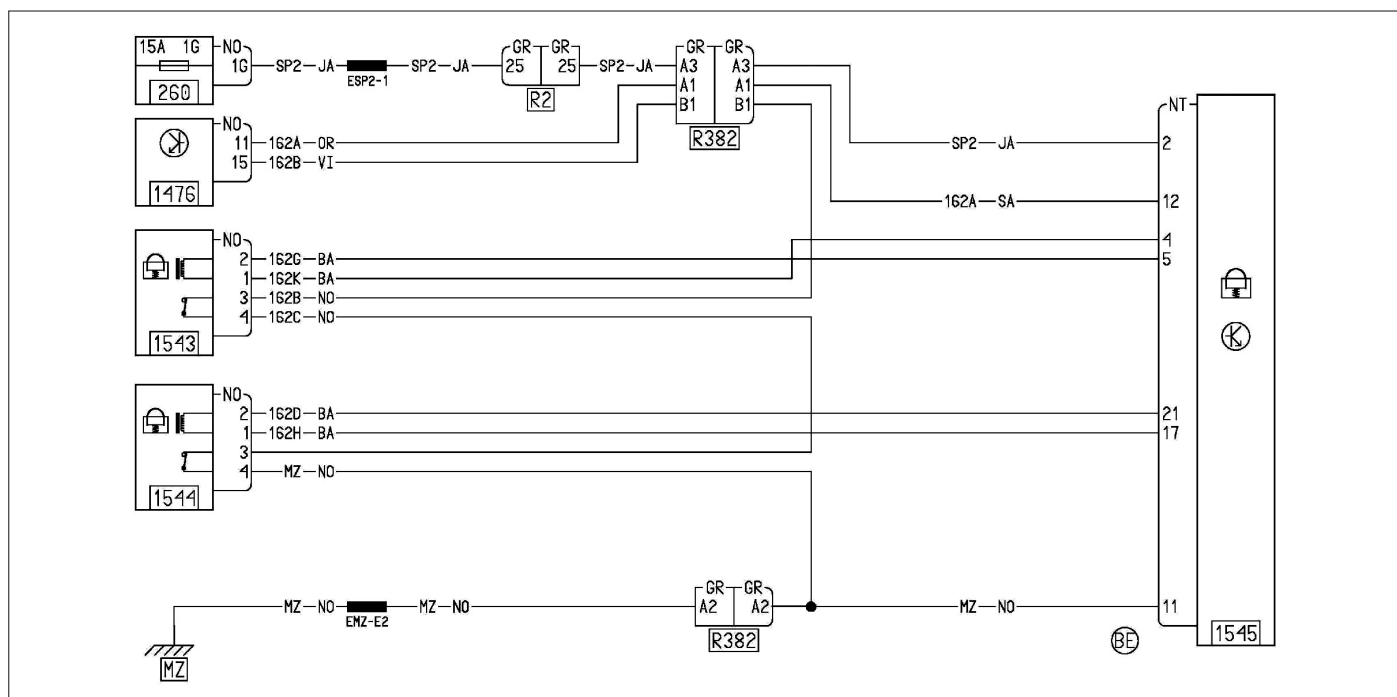 15A 1G NO
1G SP2 JA ESP2-1 SP2 JA
260
GR GR
25 25 SP2 JA
R2
GR GR
A3 A3
A1 A1
B1 B1
R382
NO
11 162A OR
15 162B VI
1476
NO
2 162G BA
1 162K BA
3 162B NO
4 162C NO
1543
NO
2 162D BA
1 162H BA
3
4 MZ NO
1544
MZ NO EMZ-E2 MZ NO
MZ
GR GR
A2 A2
R382
MZ NO
BE
NT
SP2 JA 2
162A SA 12
4
5
21
17
11
1545